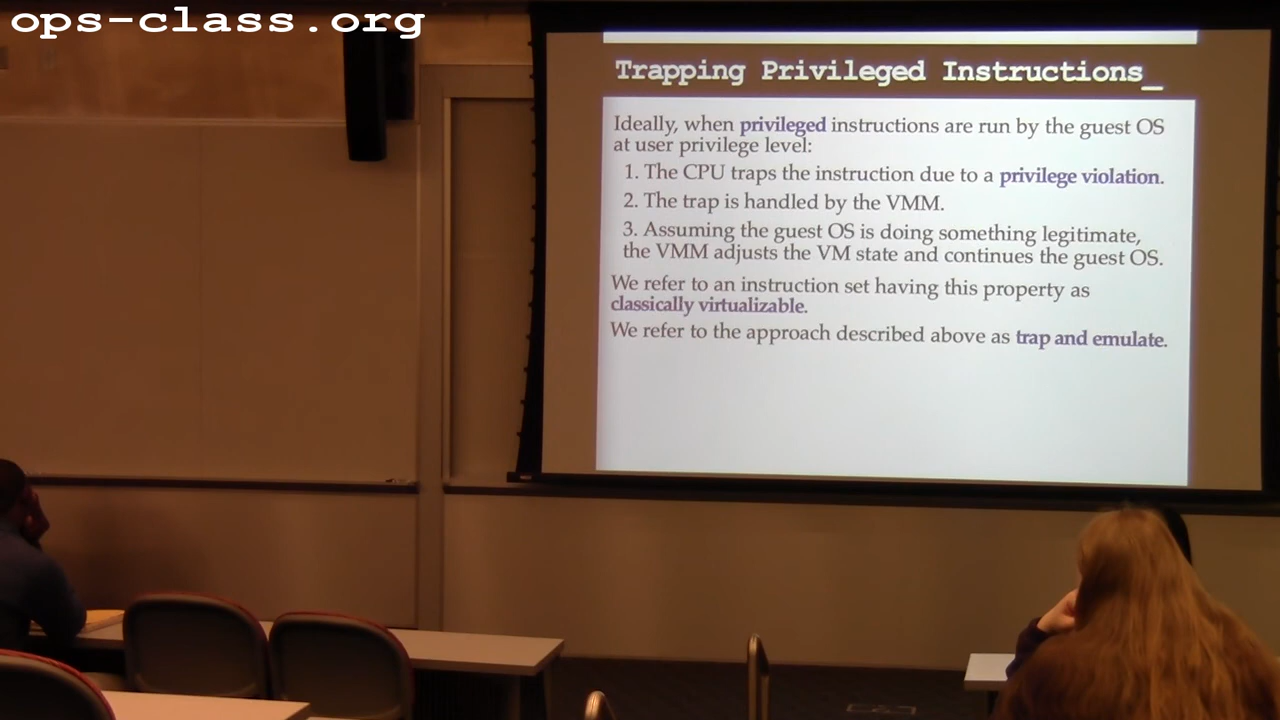 ops-class.org
Trapping Privileged Instructions_
Ideally, when privileged instructions are run by the guest OS
at user privilege level:
1. The CPU traps the instruction due to a privilege violation.
2. The trap is handled by the VMM.
3. Assuming the guest OS is doing something legitimate,
the VMM adjusts the VM state and continues the guest OS.
We refer to an instruction set having this property as
classically virtualizable.
We refer to the approach described above as trap and emulate.